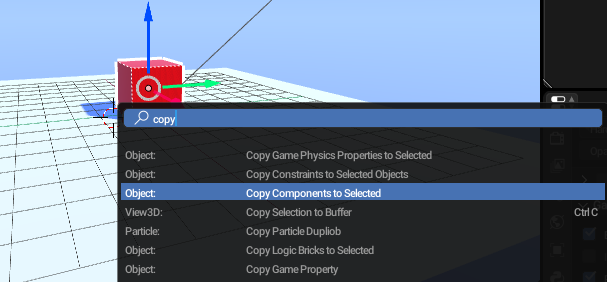 copy
Object: Copy Game Physics Properties to Selected
Object: Copy Constraints to Selected Objects
Object: Copy Components to Selected
View3D: Copy Selection to Buffer Ctrl C
Particle: Copy Particle Dupliob
Object: Copy Logic Bricks to Selected
Object: Copy Game Property